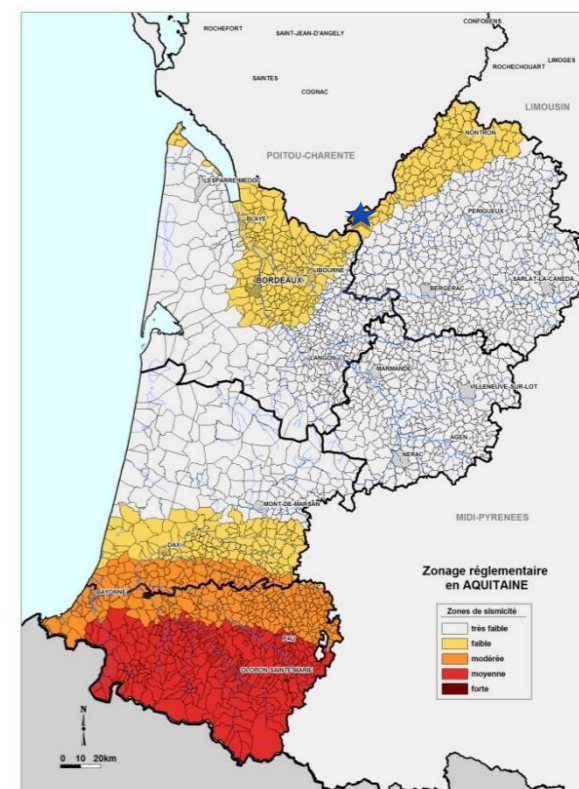 CONFOLENS
ROCHEFORT
SAINT-JEAN-D'ANGELY
LIMOGES
ROCHECHOUART
SAINTES
COGNAC
LIMOUSIN
NONTRON
POITOU-CHARENTE
LESPARRE-MEDOC
PERIGUEUX
BLAYE
LIBOURNE
BORDEAUX
SARLAT-LA-CANEDA
BERGERAC
LANGON
MARMANDE
VILLENEUVE-SUR-LOT
AGEN
NERAC
MONT-DE-MARSAN
MIDI-PYRENEES
DAX
Zonage réglementaire
en AQUITAINE
BAYONNE
Zones de sismicité
très faible
faible
PAU
modérée
OLORON-SAINTE-MARIE
moyenne
forte
N
0 10 20km